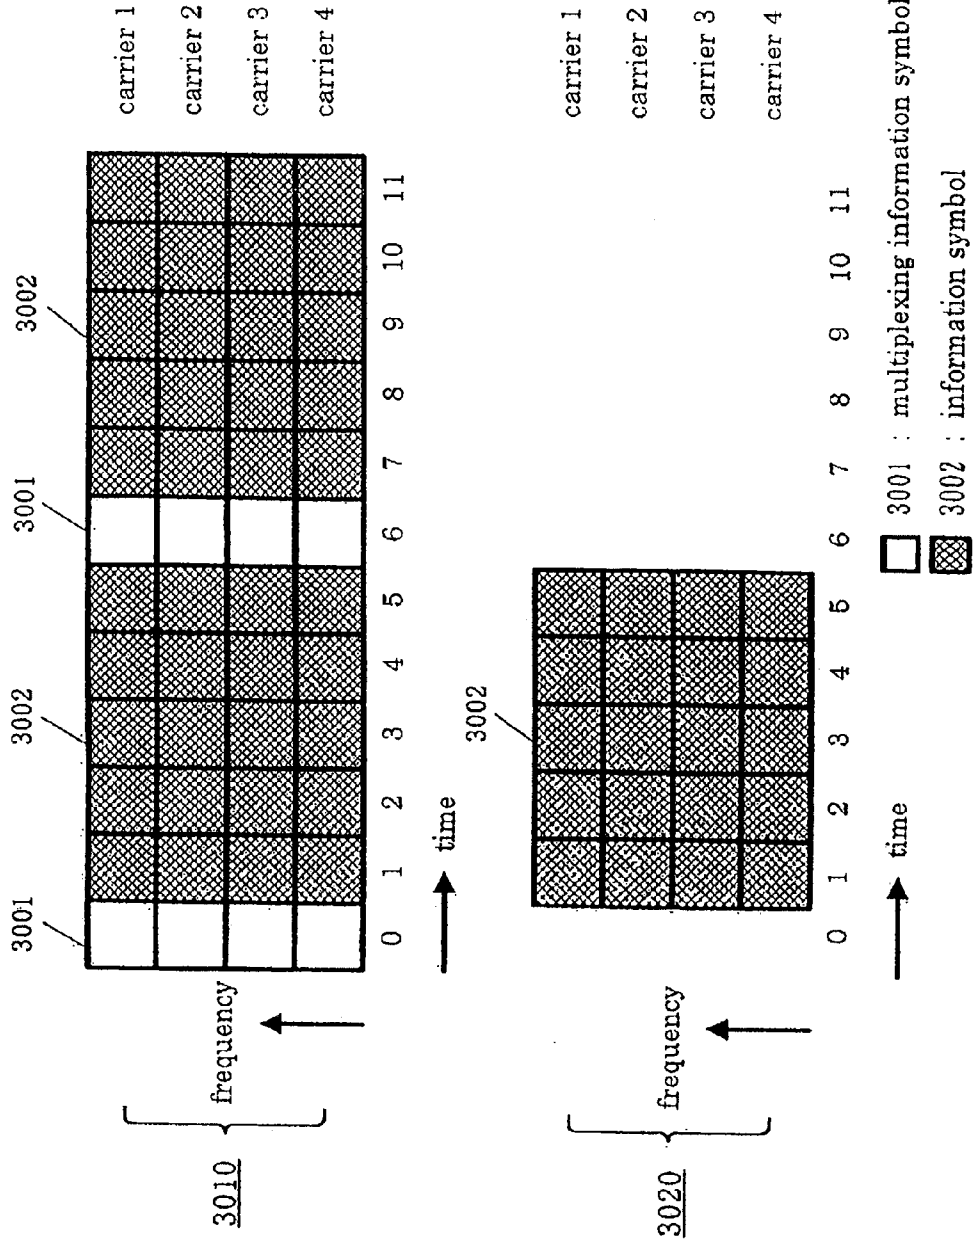 3001
3002
3001
3002
carrier 1
carrier 2
carrier 3
carrier 4
frequency
3010
0 1 2 3 4 5 6 7 8 9 10 11
time
3002
carrier 1
carrier 2
carrier 3
carrier 4
frequency
3020
0 1 2 3 4 5 6 7 8 9 10 11
time
3001 : multiplexing information symbol
3002 : information symbol